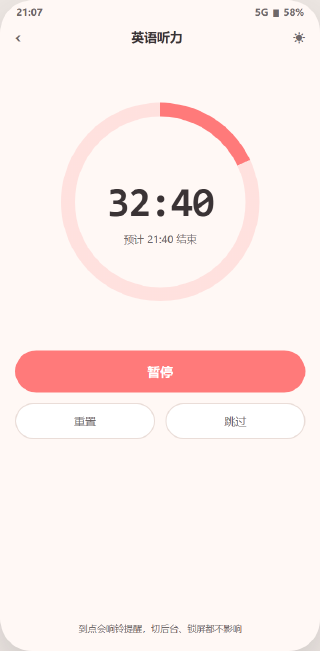 21:07 5G 58%
英语听力
32:40
预计 21:40 结束
暂停
重置 跳过
到点会响铃提醒，切后台、锁屏都不影响